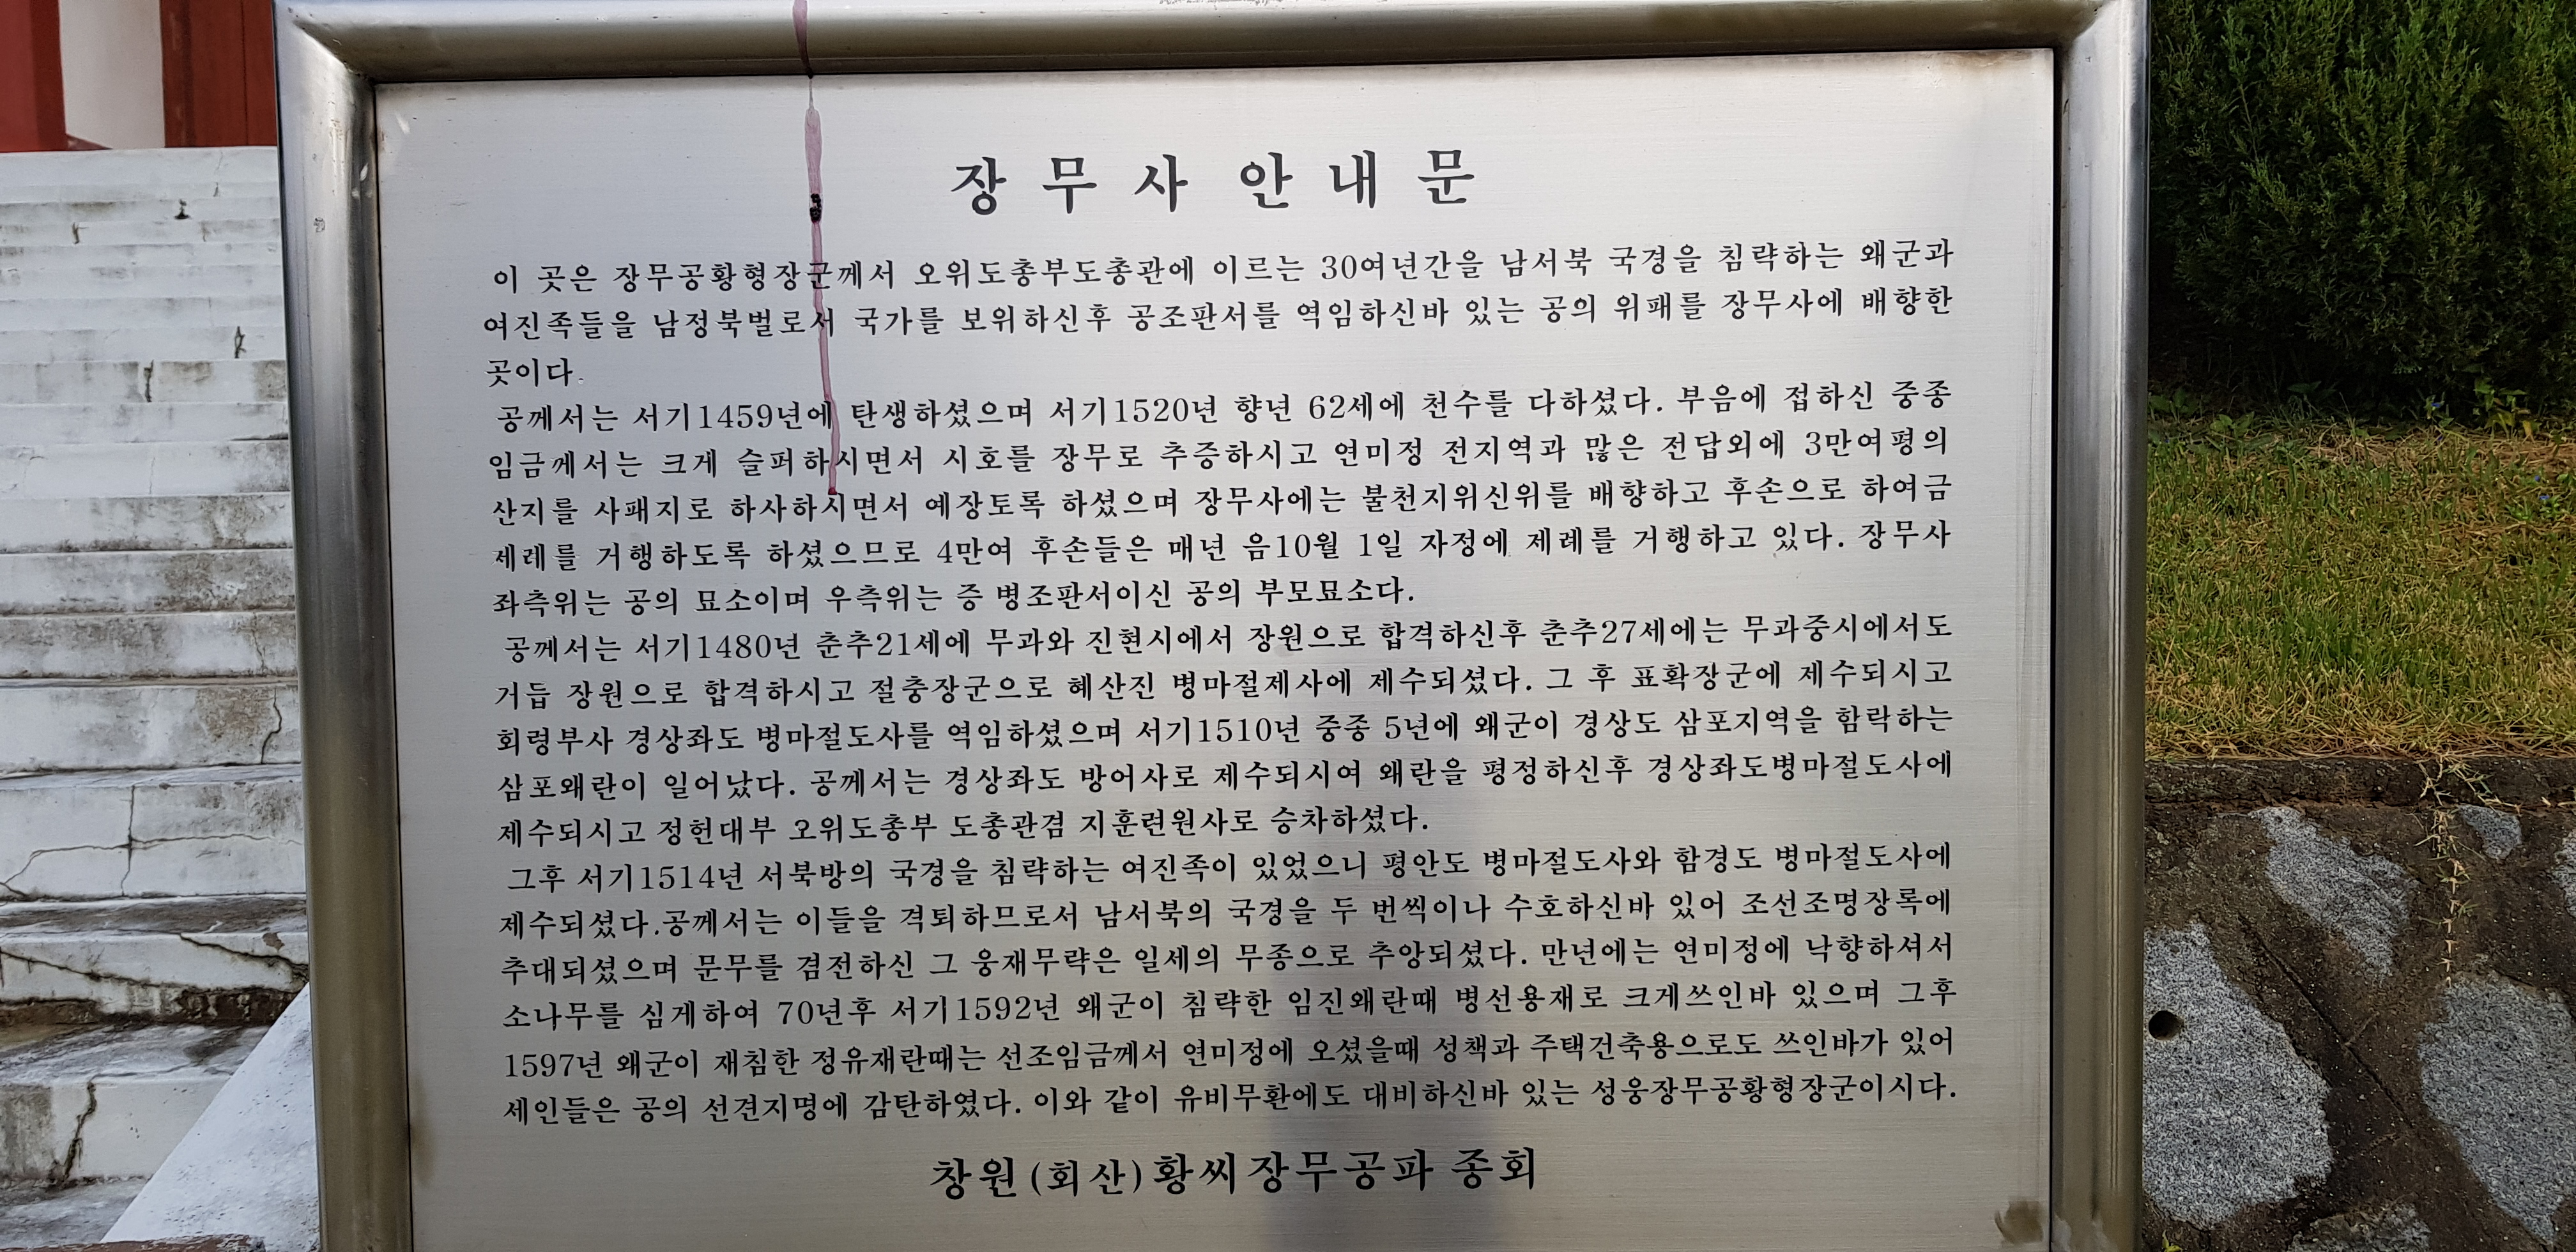 장무사 안내문
이 곳은 장무공황형장군께서 오위도총부도총관에 이르는 30여년간을 남서북 국경을 침략하는 왜군과
여진족들을 남정북벌로서 국가를 보위하신후 공조판서를 역임하신바 있는 공의 위패를 장무사에 배향한
곳이다.
공께서는 서기1459년에 탄생하셨으며 서기1520년 향년 62세에 천수를 다하셨다. 부음에 접하신 중종
임금께서는 크게 슬퍼하시면서 시호를 장무로 추증하시고 연미정 전지역과 많은 전답외에 3만여평의
산지를 사패지로 하사하시면서 예장토록 하셨으며 장무사에는 불천지위신위를 배향하고 후손으로 하여금
세레를 거행하도록 하셨으므로 4만여 후손들은 매년 음10월 1일 자정에 제례를 거행하고 있다. 장무사
좌측위는 공의 묘소이며 우측위는 증 병조판서이신 공의 부모묘소다.
공께서는 서기1480년 춘추21세에 무과와 진현시에서 장원으로 합격하신후 춘추27세에는 무과중시에서도
거듭 장원으로 합격하시고 절충장군으로 혜산진 병마절제사에 제수되셨다. 그 후 표확장군에 제수되시고
회령부사 경상좌도 병마절도사를 역임하셨으며 서기1510년 중종 5년에 왜군이 경상도 삼포지역을 함락하는
삼포왜란이 일어났다. 공께서는 경상좌도 방어사로 제수되시여 왜란을 평정하신후 경상좌도병마절도사에
제수되시고 정헌대부 오위도총부 도총관겸 지훈련원사로 승차하셨다.
그후 서기1514년 서북방의 국경을 침략하는 여진족이 있었으니 평안도 병마절도사와 함경도 병마절도사에
제수되셨다.공께서는 이들을 격퇴하므로서 남서북의 국경을 두 번씩이나 수호하신바 있어 조선조명장록에
추대되셨으며 문무를 겸전하신 그 웅재무략은 일세의 무종으로 추앙되셨다. 만년에는 연미정에 낙향하셔서
소나무를 심게하여 70년후 서기1592년 왜군이 침략한 임진왜란때 병선용재로 크게쓰인바 있으며 그후
1597년 왜군이 재침한 정유재란때는 선조임금께서 연미정에 오셨을때 성책과 주택건축용으로도 쓰인바가 있어
세인들은 공의 선견지명에 감탄하였다. 이와 같이 유비무환에도 대비하신바 있는 성웅장무공황형장군이시다.
창원(회산)황씨장무공파 종회